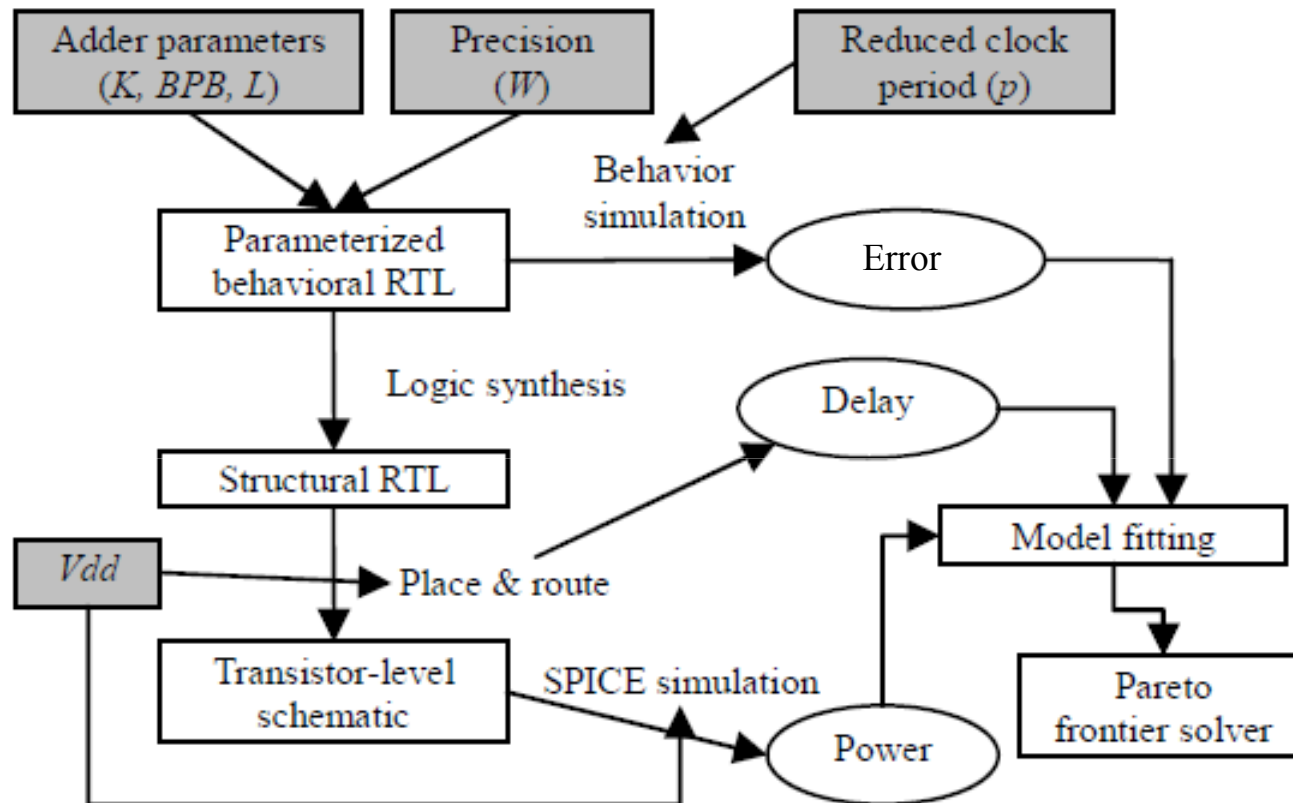 Adder parameters
(K, BPB, L)
Precision
(W)
Reduced clock
period (p)
Behavior
simulation
Parameterized
behavioral RTL
Error
Logic synthesis
Delay
Structural RTL
Model fitting
Vdd
Place & route
Transistor-level
schematic
SPICE simulation
Power
Pareto
frontier solver